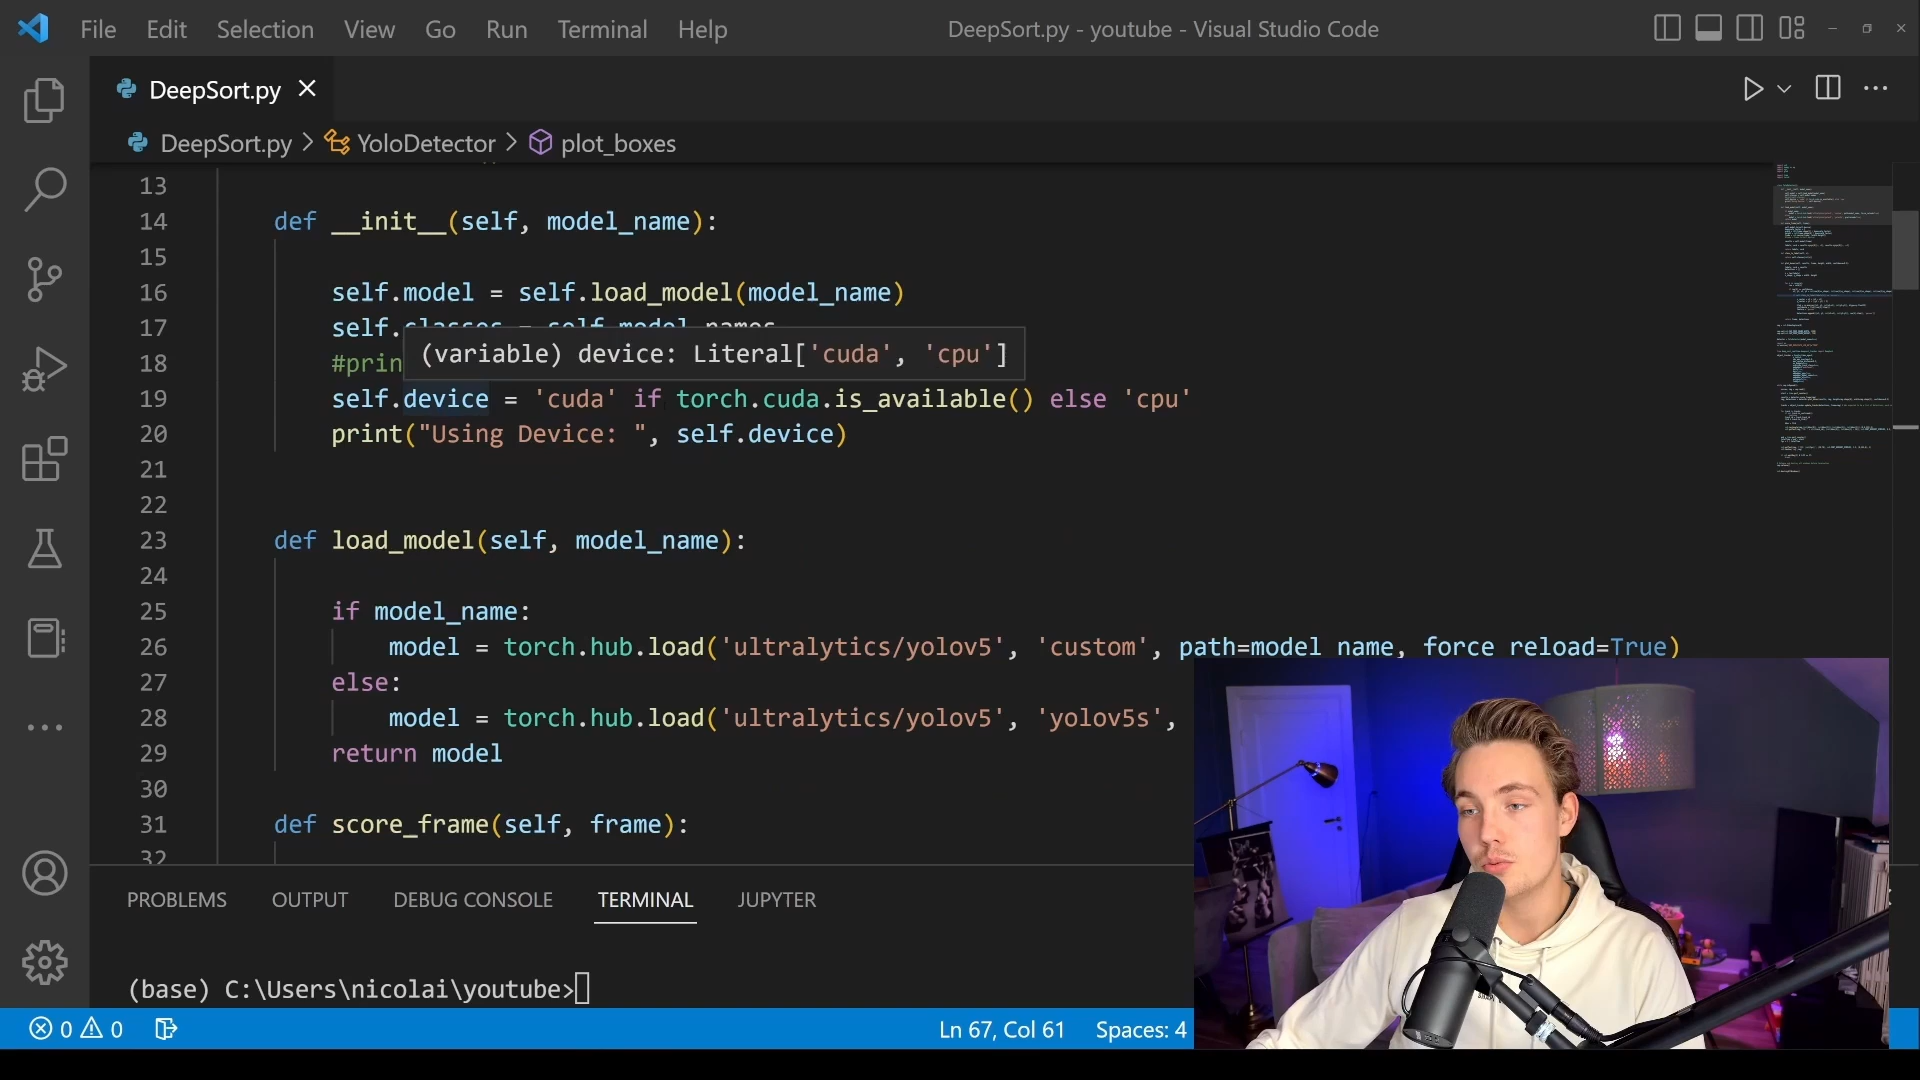 File Edit Selection View Go Run Terminal Help DeepSort.py - youtube - Visual Studio Code
DeepSort.py
DeepSort.py YoloDetector plot_boxes
13
14 def __init__(self, model_name):
15
16 self.model = self.load_model(model_name)
17 self.classes = self.model.names
(variable) device: Literal['cuda', 'cpu']
18 #prin
19 self.device = 'cuda' if torch.cuda.is_available() else 'cpu'
20 print("Using Device: ", self.device)
21
22
23 def load_model(self, model_name):
24
25 if model_name:
26 model = torch.hub.load('ultralytics/yolov5', 'custom', path=model_name, force_reload=True)
27 else:
28 model = torch.hub.load('ultralytics/yolov5', 'yolov5s',
29 return model
30
31 def score_frame(self, frame):
32
PROBLEMS OUTPUT DEBUG CONSOLE TERMINAL JUPYTER
(base) C:\Users\nicolai\youtube>
0 0 Ln 67, Col 61 Spaces: 4